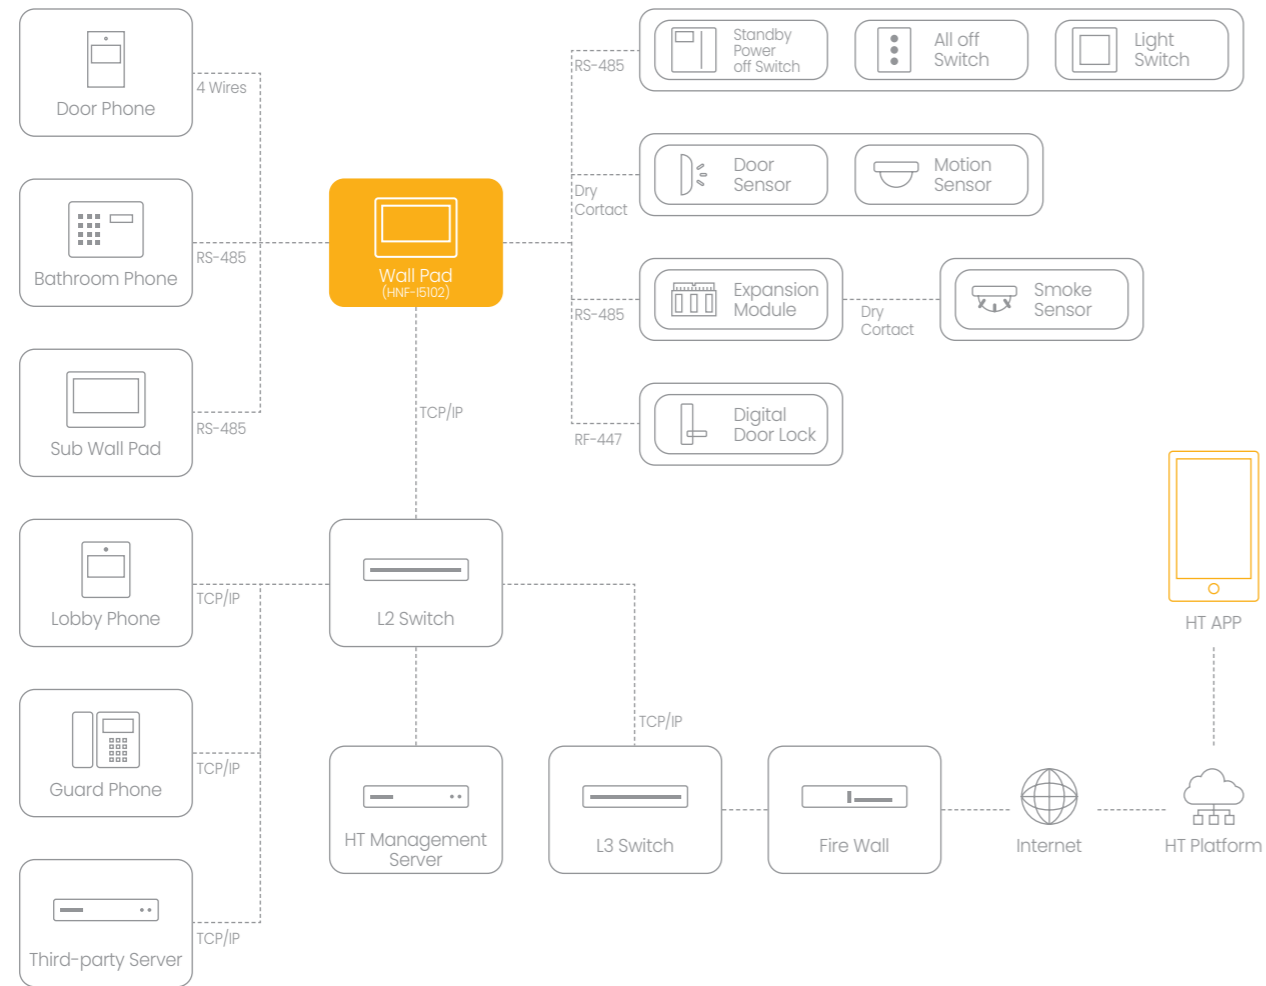 Door Phone
4 Wires
Bathroom Phone
RS-485
Sub Wall Pad
RS-485
Wall Pad
(HNF-I5102)
RS-485
Standby
Power
off Switch
All off
Switch
Light
Switch
Dry
Cortact
Door
Sensor
Motion
Sensor
RS-485
Expansion
Module
Dry
Cortact
Smoke
Sensor
RF-447
Digital
Door Lock
TCP/IP
Lobby Phone
TCP/IP
L2 Switch
Guard Phone
TCP/IP
Third-party Server
TCP/IP
HT Management
Server
TCP/IP
L3 Switch
Fire Wall
Internet
HT Platform
HT APP